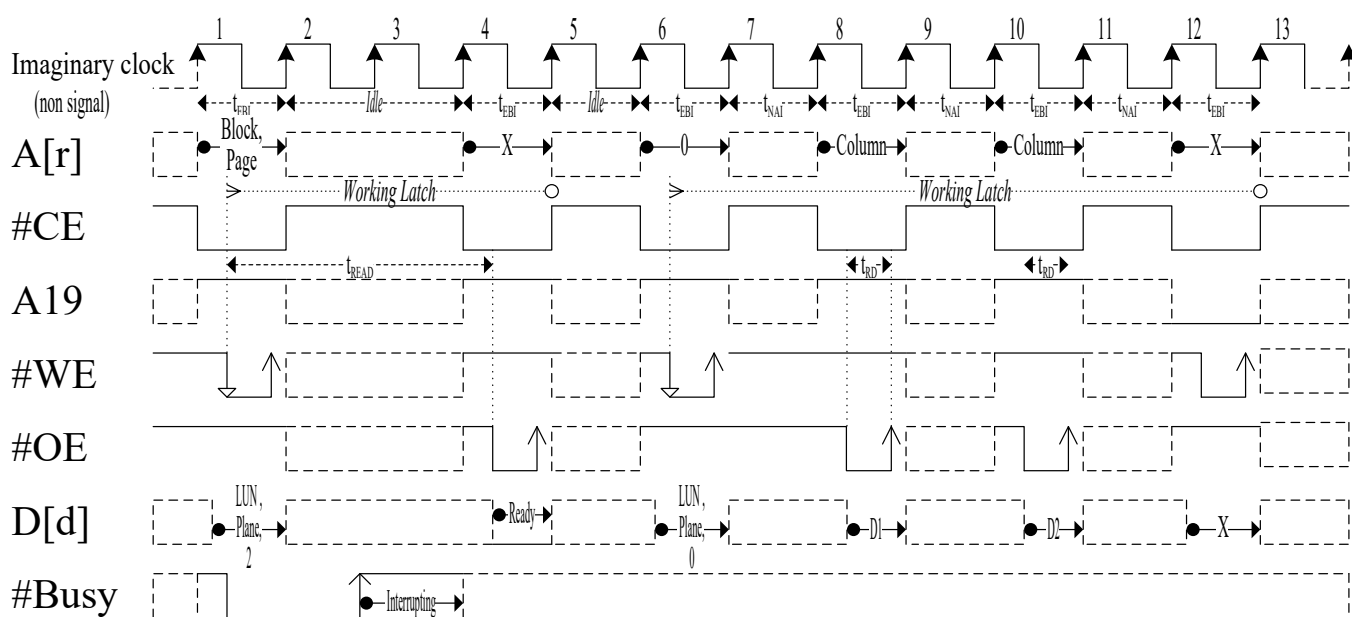 1 2 3 4 5 6 7 8 9 10 11 12 13
Imaginary clock
(non signal)
tEBI Idle tEBI Idle tEBI tNAI tEBI tNAI tEBI tNAI tEBI
A[r]
Block,
Page
X 0 Column Column X
Working Latch Working Latch
#CE
tREAD tRD tRD
A19
#WE
#OE
D[d]
LUN,
Plane,
2
Ready
LUN,
Plane,
0
D1 D2 X
#Busy
Interrupting